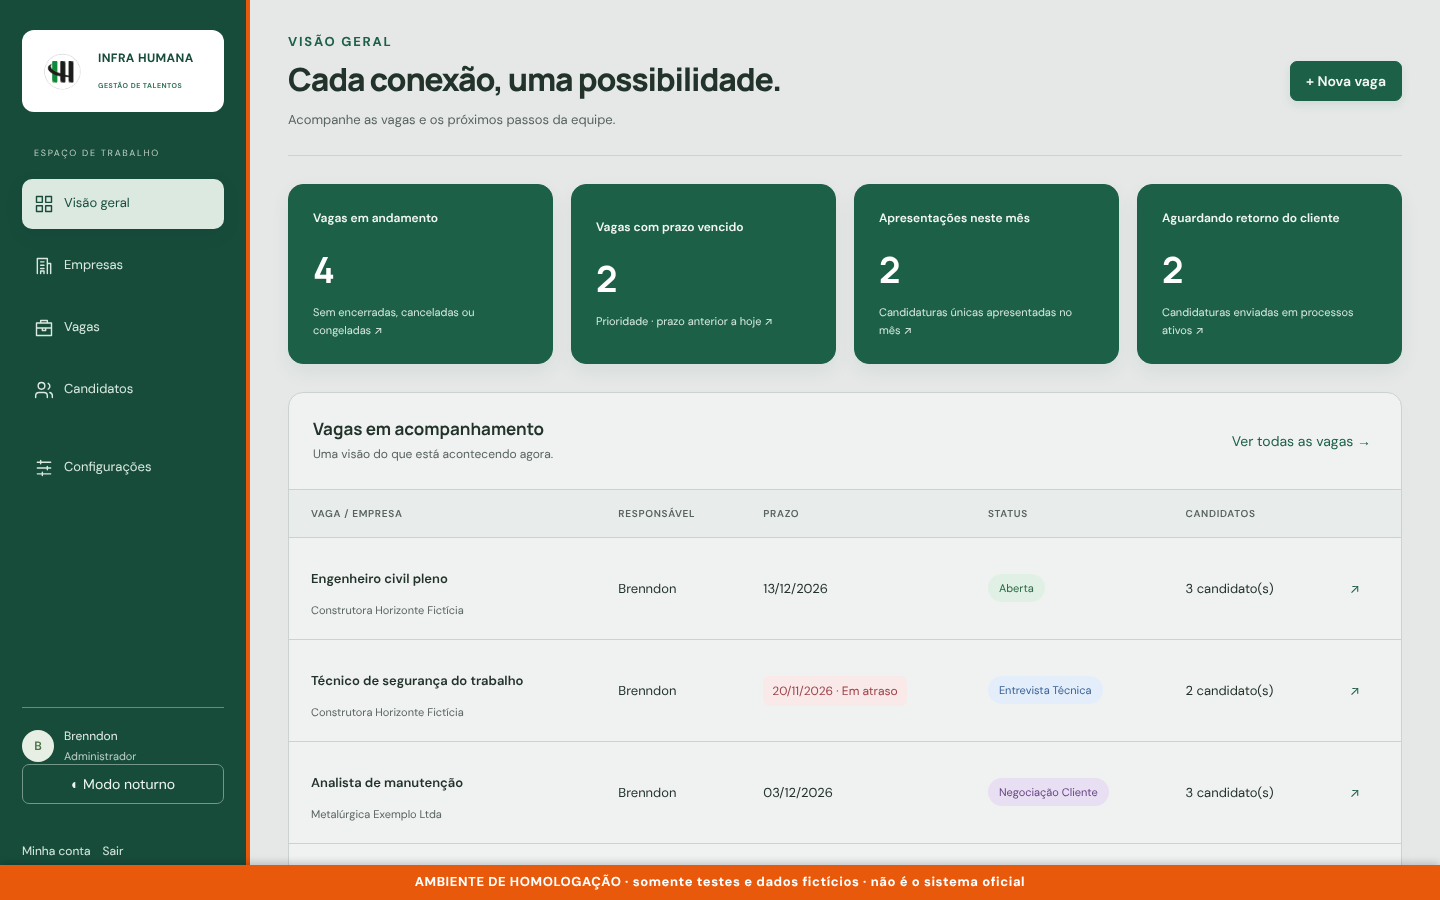 INFRA HUMANA
GESTÃO DE TALENTOS
ESPAÇO DE TRABALHO
Visão geral
Empresas
Vagas
Candidatos
Configurações
B
Brenndon
Administrador
Modo noturno
Minha conta Sair
VISÃO GERAL
Cada conexão, uma possibilidade.
Acompanhe as vagas e os próximos passos da equipe.
+ Nova vaga
Vagas em andamento
4
Sem encerradas, canceladas ou
congeladas ↗
Vagas com prazo vencido
2
Prioridade · prazo anterior a hoje ↗
Apresentações neste mês
2
Candidaturas únicas apresentadas no
mês ↗
Aguardando retorno do cliente
2
Candidaturas enviadas em processos
ativos ↗
Vagas em acompanhamento
Uma visão do que está acontecendo agora.
Ver todas as vagas →
VAGA / EMPRESA RESPONSÁVEL PRAZO STATUS CANDIDATOS
Engenheiro civil pleno
Construtora Horizonte Fictícia
Brenndon 13/12/2026 Aberta 3 candidato(s) ↗
Técnico de segurança do trabalho
Construtora Horizonte Fictícia
Brenndon 20/11/2026 · Em atraso Entrevista Técnica 2 candidato(s) ↗
Analista de manutenção
Metalúrgica Exemplo Ltda
Brenndon 03/12/2026 Negociação Cliente 3 candidato(s) ↗
AMBIENTE DE HOMOLOGAÇÃO · somente testes e dados fictícios · não é o sistema oficial